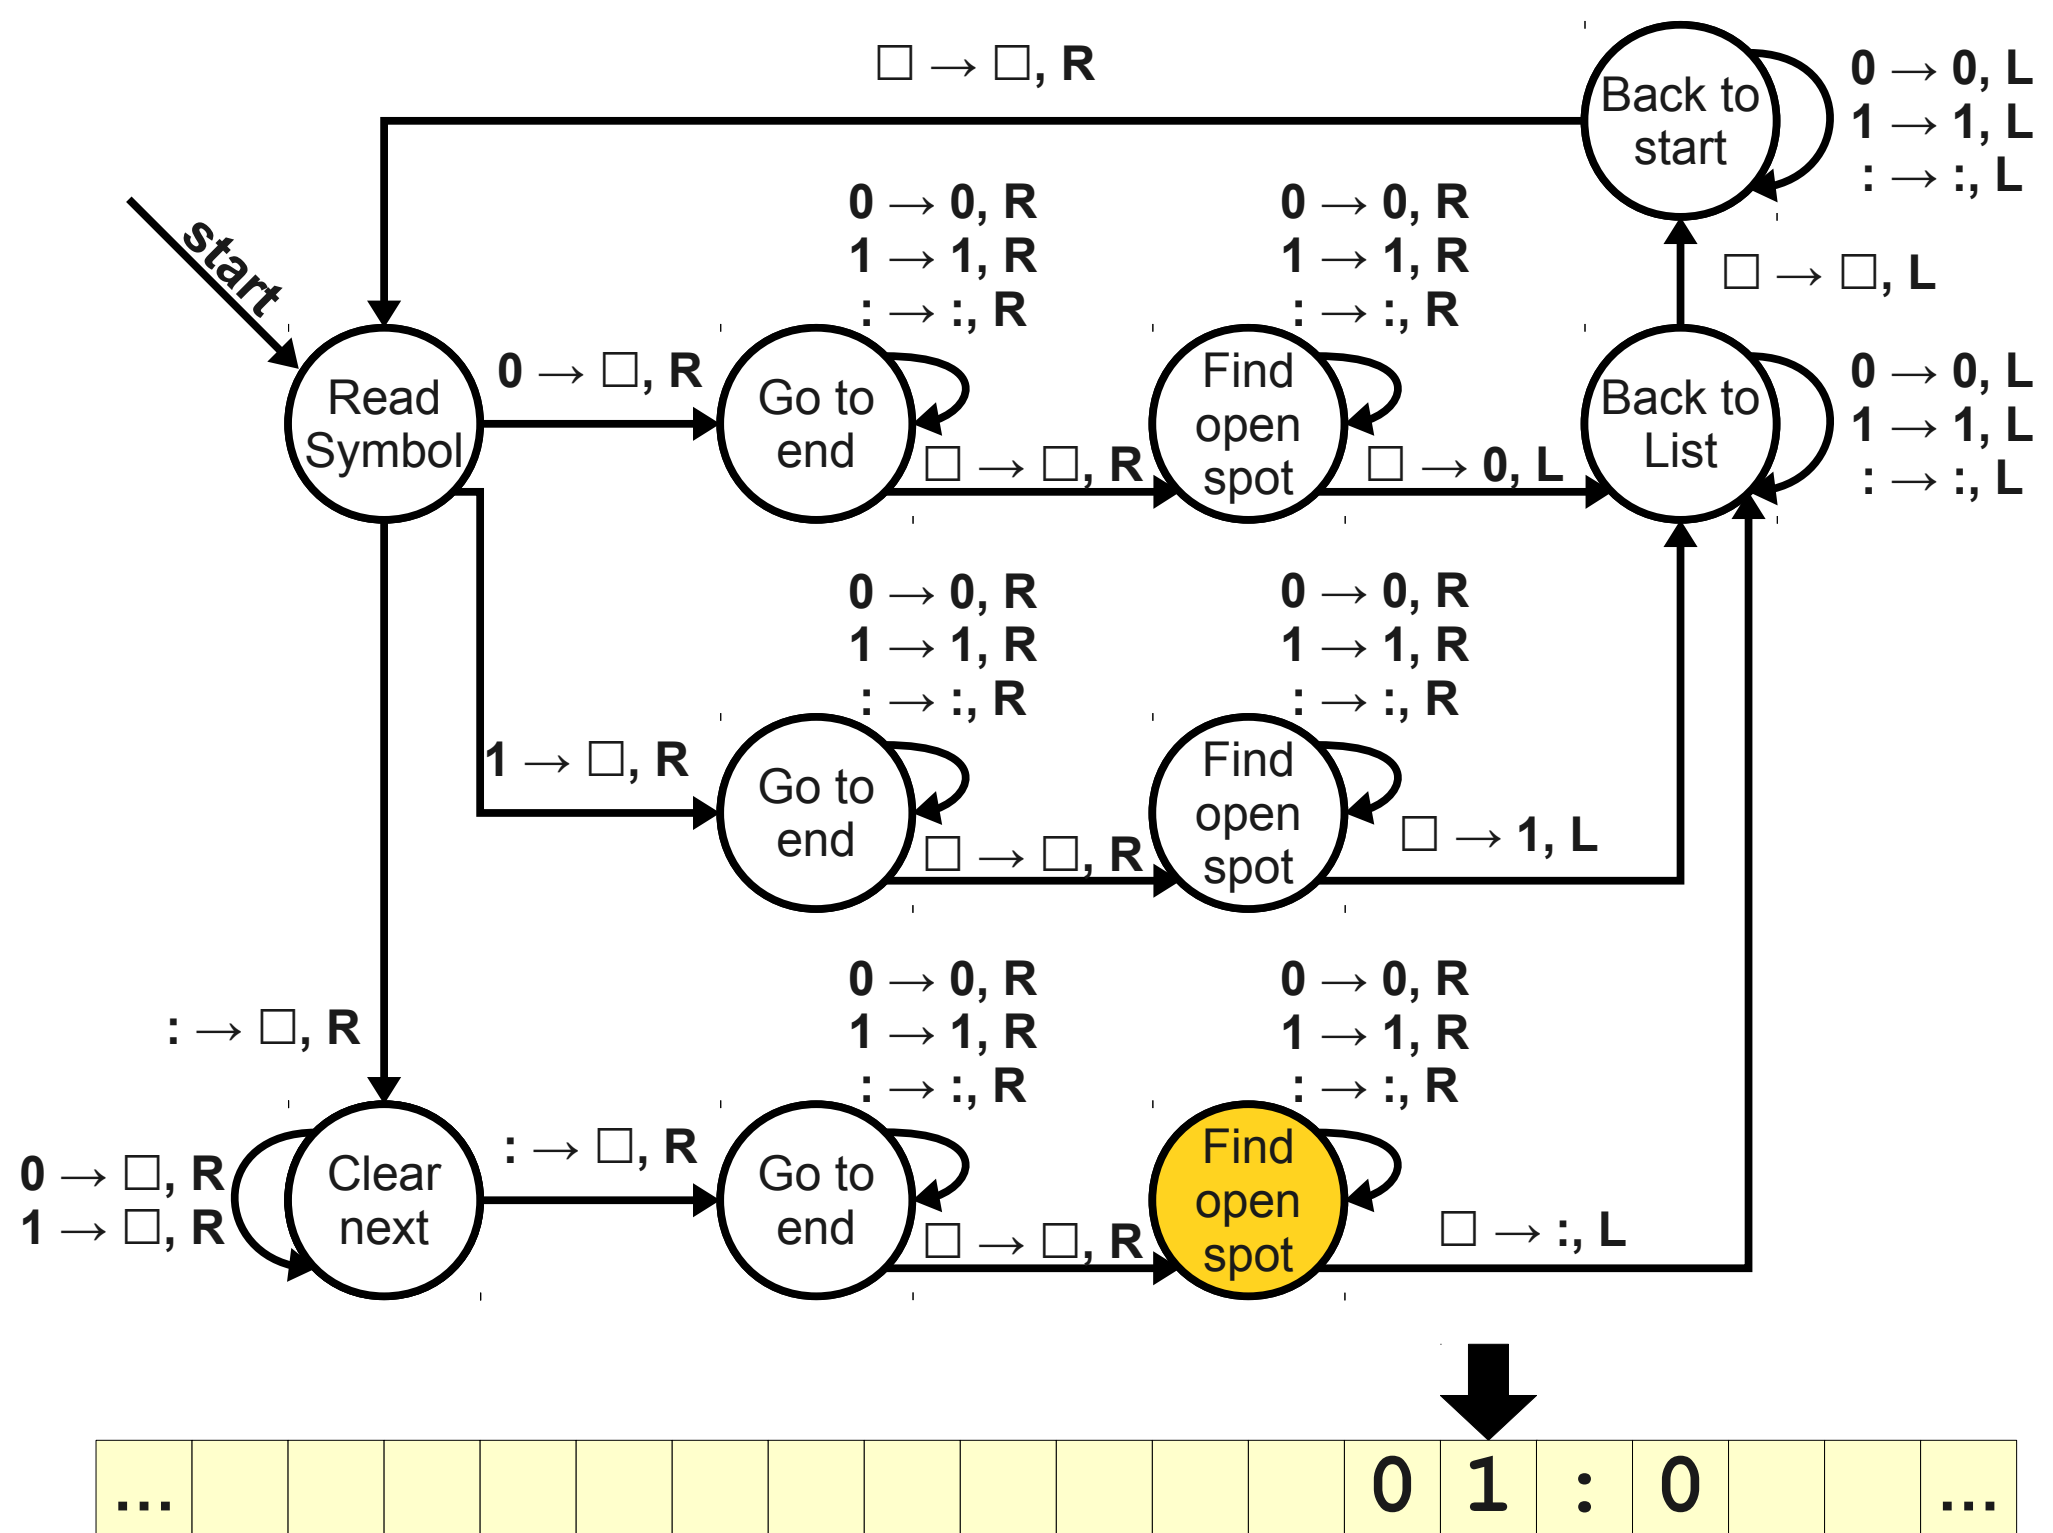 □ → □, R
Back to
start
0 → 0, L
1 → 1, L
: → :, L
start
0 → 0, R
1 → 1, R
: → :, R
0 → 0, R
1 → 1, R
: → :, R
□ → □, L
Read
Symbol
0 → □, R
Go to
end
□ → □, R
Find
open
spot
□ → 0, L
Back to
List
0 → 0, L
1 → 1, L
: → :, L
0 → 0, R
1 → 1, R
: → :, R
0 → 0, R
1 → 1, R
: → :, R
1 → □, R
Go to
end
□ → □, R
Find
open
spot
□ → 1, L
0 → 0, R
1 → 1, R
: → :, R
0 → 0, R
1 → 1, R
: → :, R
: → □, R
0 → □, R
1 → □, R
Clear
next
: → □, R
Go to
end
□ → □, R
Find
open
spot
□ → :, L
... 0 1 : 0 ...